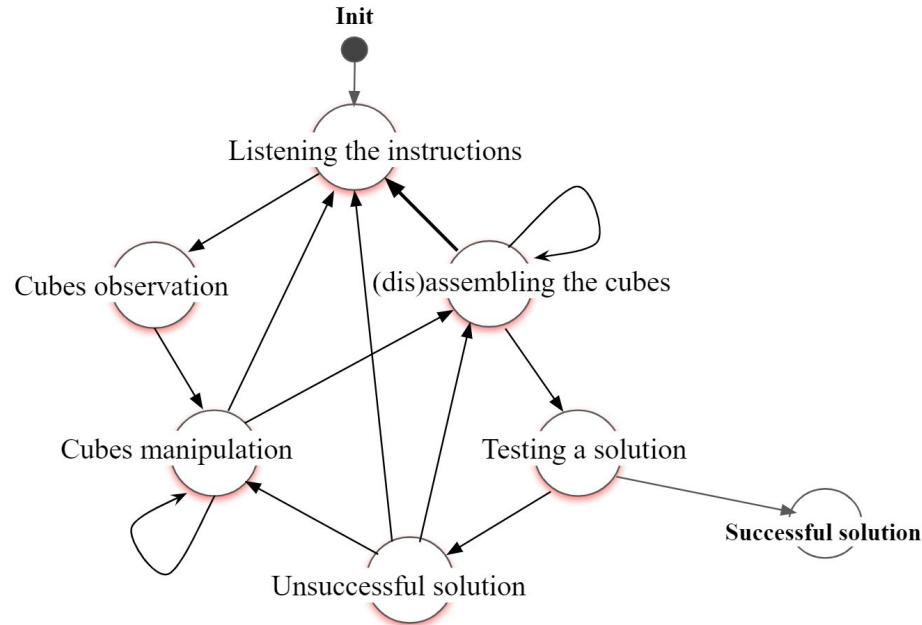 Init
Listening the instructions
Cubes observation
(dis)assembling the cubes
Cubes manipulation
Testing a solution
Successful solution
Unsuccessful solution